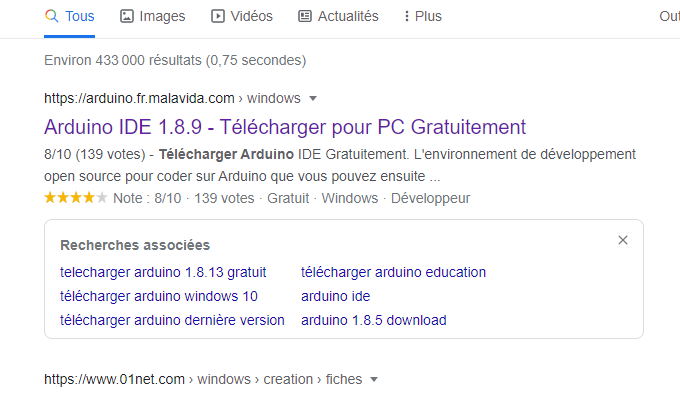 Tous Images Vidéos Actualités Plus Out
Environ 433 000 résultats (0,75 secondes)
https://arduino.fr.malavida.com › windows
Arduino IDE 1.8.9 - Télécharger pour PC Gratuitement
8/10 (139 votes) - Télécharger Arduino IDE Gratuitement. L'environnement de développement
open source pour coder sur Arduino que vous pouvez ensuite ...
Note : 8/10 · 139 votes · Gratuit · Windows · Développeur
Recherches associées
telecharger arduino 1.8.13 gratuit télécharger arduino education
télécharger arduino windows 10 arduino ide
télécharger arduino dernière version arduino 1.8.5 download
https://www.01net.com › windows › creation › fiches